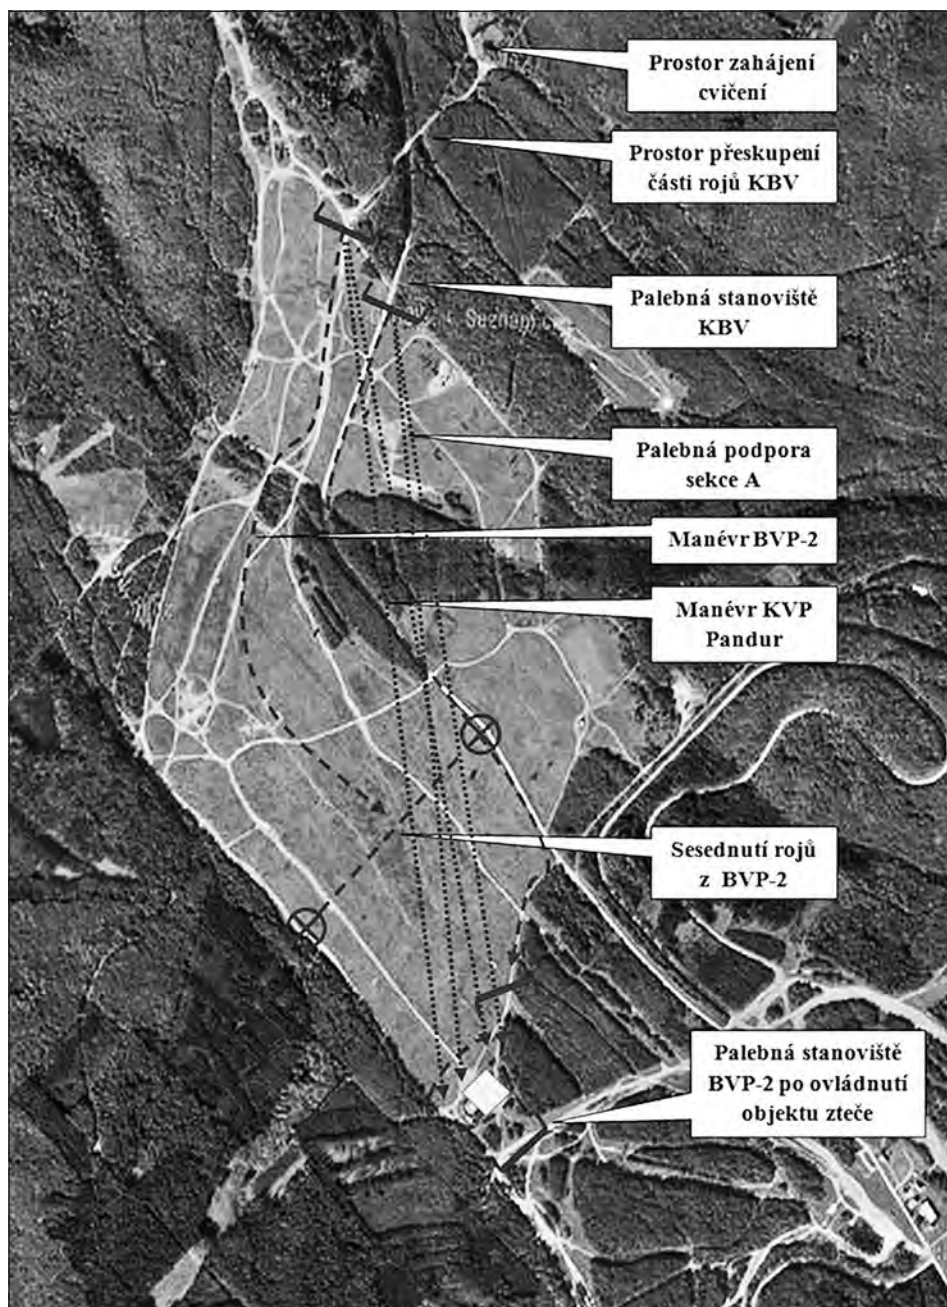 Prostor zahájení
cvičení
Prostor přeskupení
části rojů KBV
Palebná stanoviště
KBV
Seznam
Palebná podpora
sekce A
Manévr BVP-2
Manévr KVP
Pandur
Sesednutí rojů
z BVP-2
Palebná stanoviště
BVP-2 po ovládnutí
objektu zteče